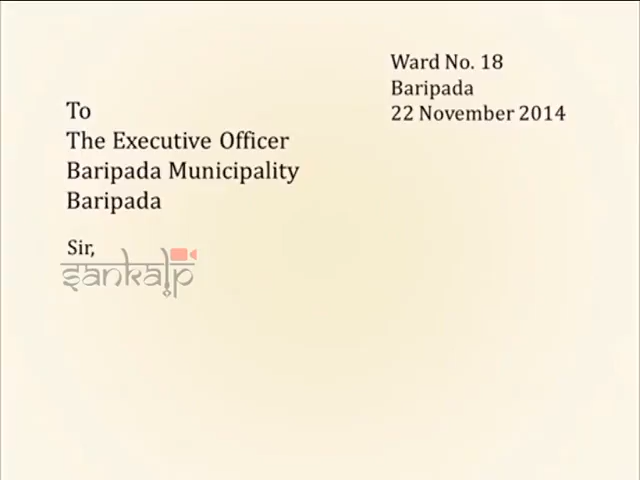 Ward No. 18
Baripada
22 November 2014
To
The Executive Officer
Baripada Municipality
Baripada
Sir,
sankalp